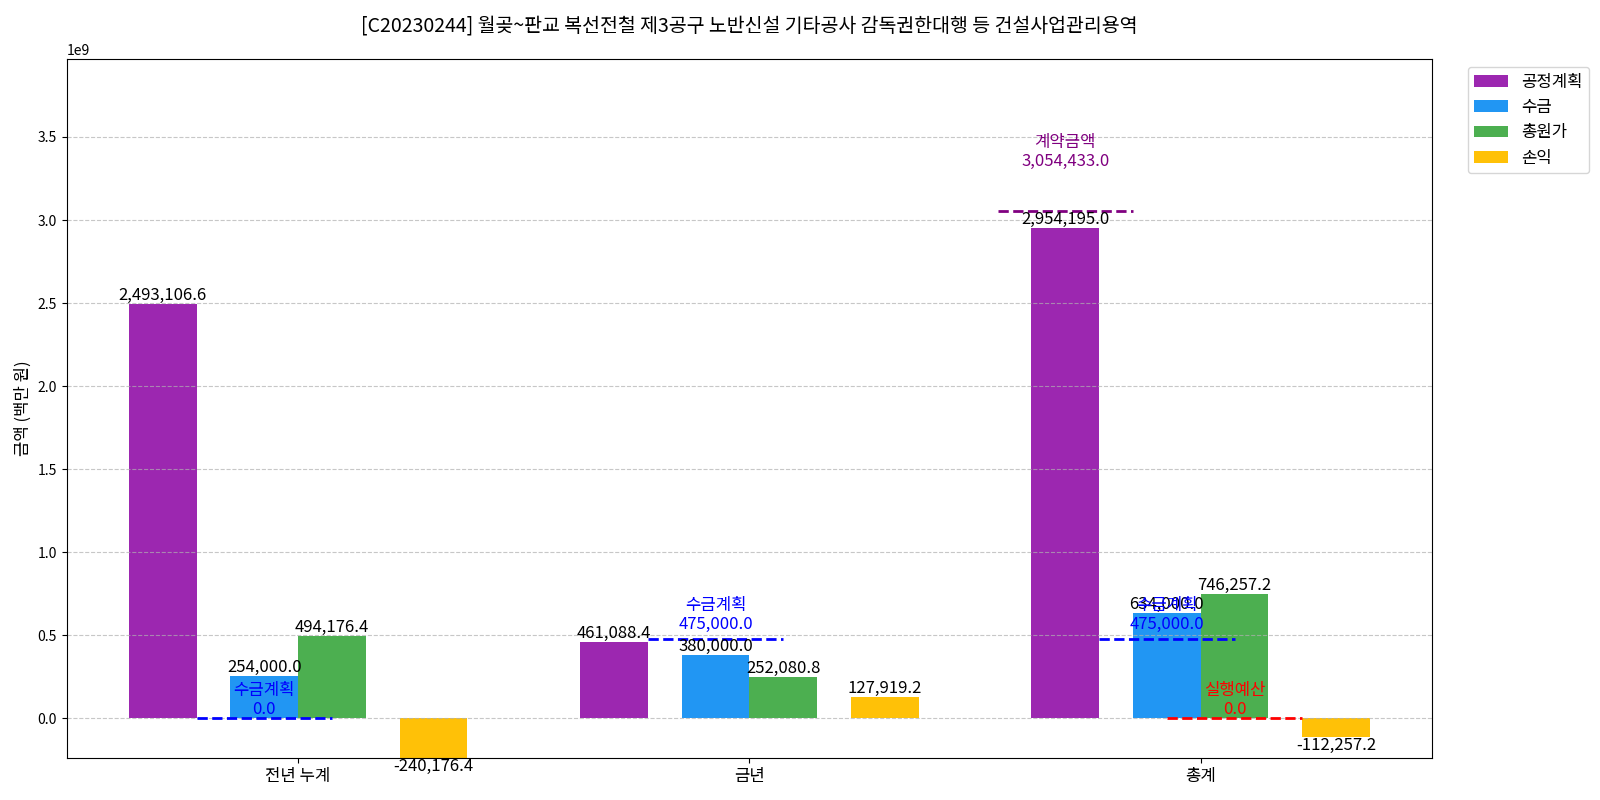 [C20230244] 월곶~판교 복선전철 제3공구 노반신설 기타공사 감독권한대행 등 건설사업관리용역
1e9
공정계획
수금
총원가
손익
금액 (백만 원)
3.5
3.0
2.5
2.0
1.5
1.0
0.5
0.0
2,493,106.6
254,000.0
494,176.4
수금계획
0.0
-240,176.4
461,088.4
수금계획
475,000.0
380,000.0
252,080.8
127,919.2
계약금액
3,054,433.0
2,954,195.0
634,000.0
수금계획
475,000.0
746,257.2
실행예산
0.0
-112,257.2
전년 누계
금년
총계